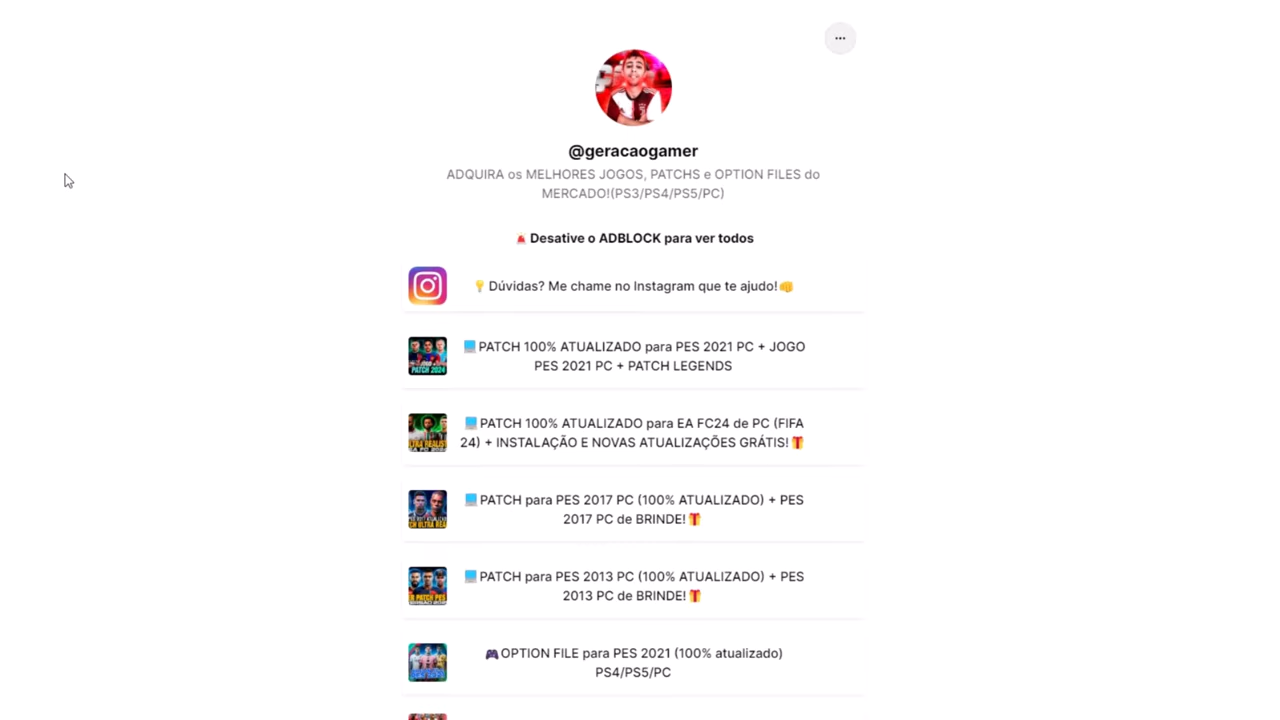 @geracaogamer
ADQUIRA os MELHORES JOGOS, PATCHS e OPTION FILES do
MERCADO!(PS3/PS4/PS5/PC)
🚨 Desative o ADBLOCK para ver todos
💡 Dúvidas? Me chame no Instagram que te ajudo!👊
💻PATCH 100% ATUALIZADO para PES 2021 PC + JOGO
PES 2021 PC + PATCH LEGENDS
PATCH 2024
💻PATCH 100% ATUALIZADO para EA FC24 de PC (FIFA
24) + INSTALAÇÃO E NOVAS ATUALIZAÇÕES GRÁTIS!🎁
💻PATCH para PES 2017 PC (100% ATUALIZADO) + PES
2017 PC de BRINDE!🎁
💻PATCH para PES 2013 PC (100% ATUALIZADO) + PES
2013 PC de BRINDE!🎁
🎮OPTION FILE para PES 2021 (100% atualizado)
PS4/PS5/PC